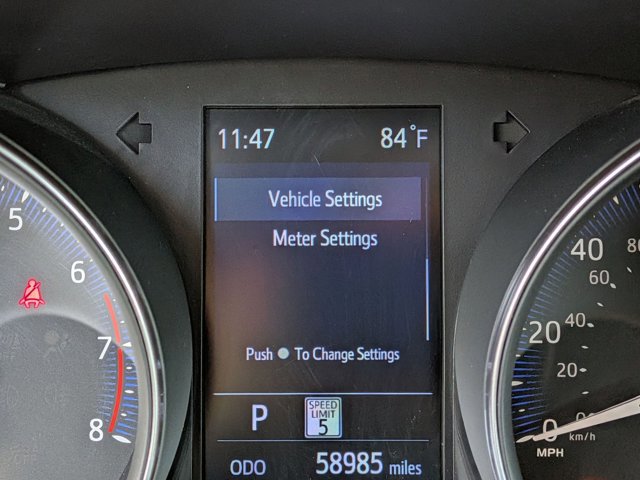 11:47 84°F
Vehicle Settings
Meter Settings
Push To Change Settings
P
SPEED
LIMIT
5
ODO 58985 miles
5
6
7
8
40
60
80
20
40
20
0
km/h
MPH